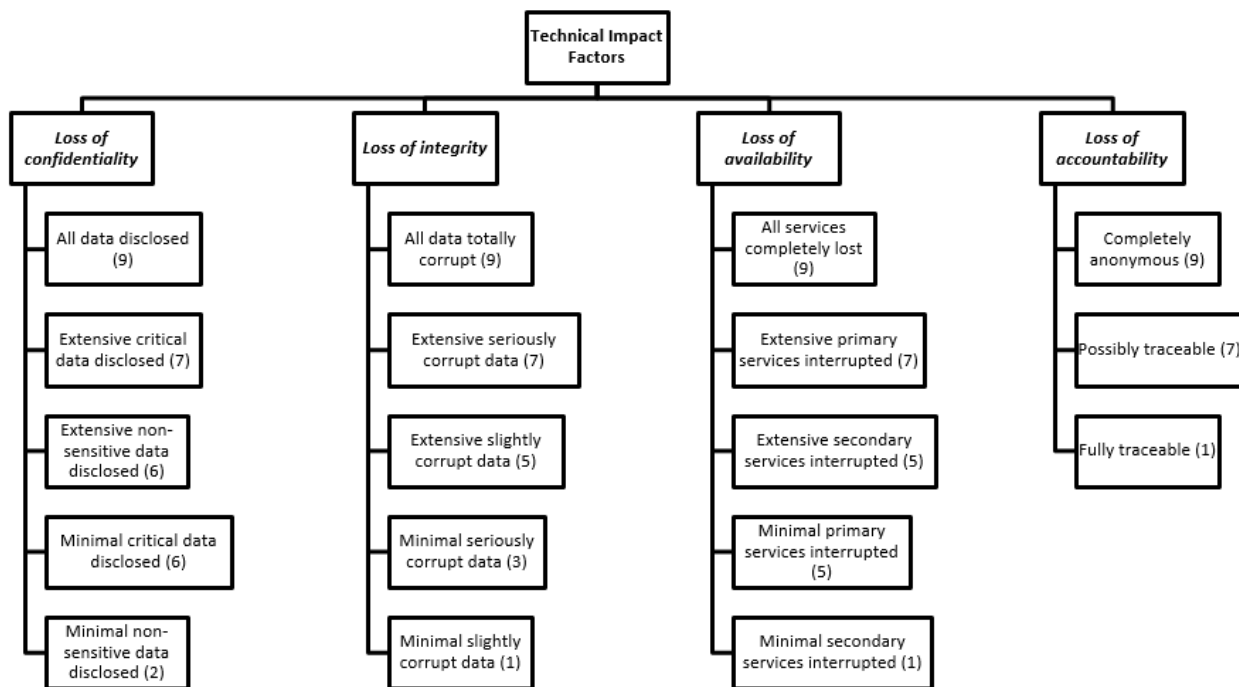 Technical Impact
Factors
Loss of
confidentiality
Loss of integrity
Loss of
availability
Loss of
accountability
All data disclosed
(9)
Extensive critical
data disclosed (7)
Extensive non-
sensitive data
disclosed (6)
Minimal critical data
disclosed (6)
Minimal non-
sensitive data
disclosed (2)
All data totally
corrupt (9)
Extensive seriously
corrupt data (7)
Extensive slightly
corrupt data (5)
Minimal seriously
corrupt data (3)
Minimal slightly
corrupt data (1)
All services
completely lost
(9)
Extensive primary
services interrupted (7)
Extensive secondary
services interrupted (5)
Minimal primary
services interrupted
(5)
Minimal secondary
services interrupted (1)
Completely
anonymous (9)
Possibly traceable (7)
Fully traceable (1)